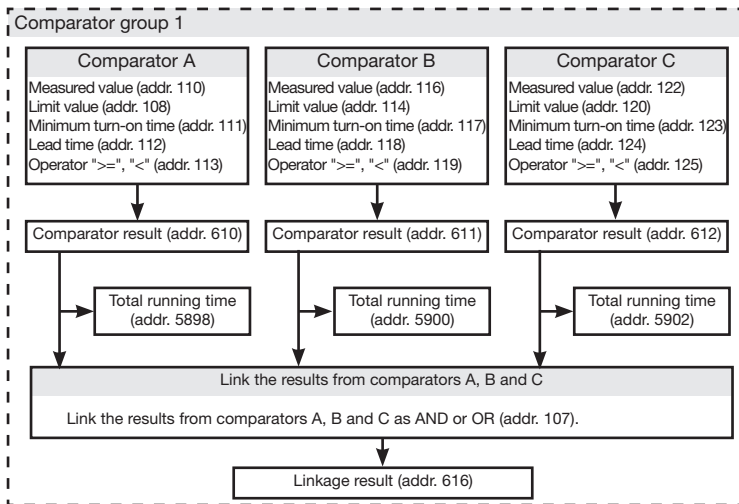 Comparator group 1
Comparator A
Measured value (addr. 110)
Limit value (addr. 108)
Minimum turn-on time (addr. 111)
Lead time (addr. 112)
Operator ">=", "<" (addr. 113)
Comparator B
Measured value (addr. 116)
Limit value (addr. 114)
Minimum turn-on time (addr. 117)
Lead time (addr. 118)
Operator ">=", "<" (addr. 119)
Comparator C
Measured value (addr. 122)
Limit value (addr. 120)
Minimum turn-on time (addr. 123)
Lead time (addr. 124)
Operator ">=", "<" (addr. 125)
Comparator result (addr. 610)
Comparator result (addr. 611)
Comparator result (addr. 612)
Total running time
(addr. 5898)
Total running time
(addr. 5900)
Total running time
(addr. 5902)
Link the results from comparators A, B and C
Link the results from comparators A, B and C as AND or OR (addr. 107).
Linkage result (addr. 616)